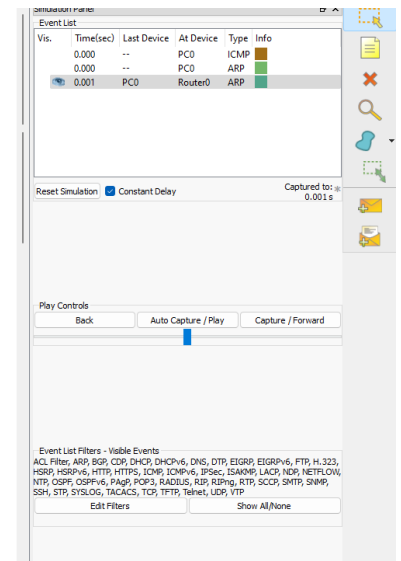 Simulation Panel
Event List
Vis. Time(sec) Last Device At Device Type Info
0.000 -- PC0 ICMP
0.000 -- PC0 ARP
0.001 PC0 Router0 ARP
Reset Simulation Constant Delay Captured to: *
0.001 s
Play Controls
Back Auto Capture / Play Capture / Forward
Event List Filters - Visible Events
ACL Filter, ARP, BGP, CDP, DHCP, DHCPv6, DNS, DTP, EIGRP, EIGRPv6, FTP, H.323,
HSRP, HSRPv6, HTTP, HTTPS, ICMP, ICMPv6, IPSec, ISAKMP, LACP, NDP, NETFLOW,
NTP, OSPF, OSPFv6, PAgP, POP3, RADIUS, RIP, RIPng, RTP, SCCP, SMTP, SNMP,
SSH, STP, SYSLOG, TACACS, TCP, TFTP, Telnet, UDP, VTP
Edit Filters Show All/None